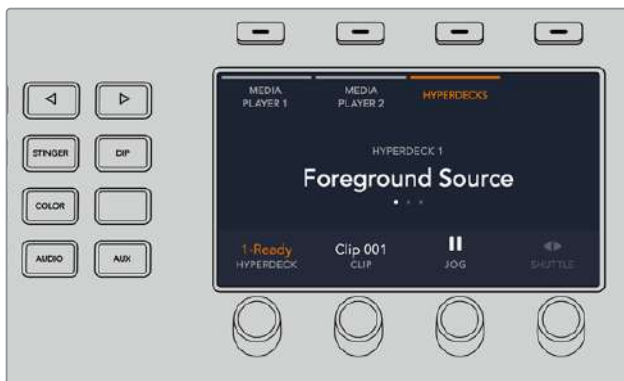 MEDIA MEDIA HYPERDECKS
PLAYER 1 PLAYER 2
STINGER DIP
HYPERDECK 1
Foreground Source
COLOR
AUDIO AUX
1-Ready Clip 001
HYPERDECK CLIP JOG SHUTTLE